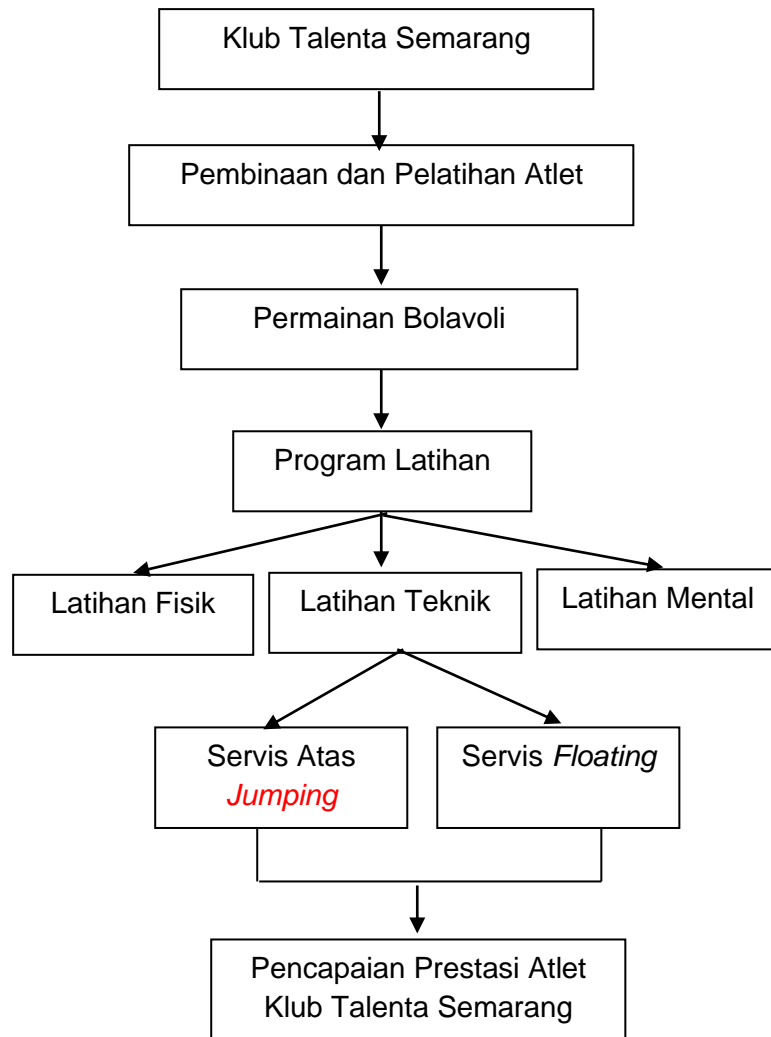 Klub Talenta Semarang
Pembinaan dan Pelatihan Atlet
Permainan Bolavoli
Program Latihan
Latihan Fisik
Latihan Teknik
Latihan Mental
Servis Atas
Jumping
Servis Floating
Pencapaian Prestasi Atlet
Klub Talenta Semarang